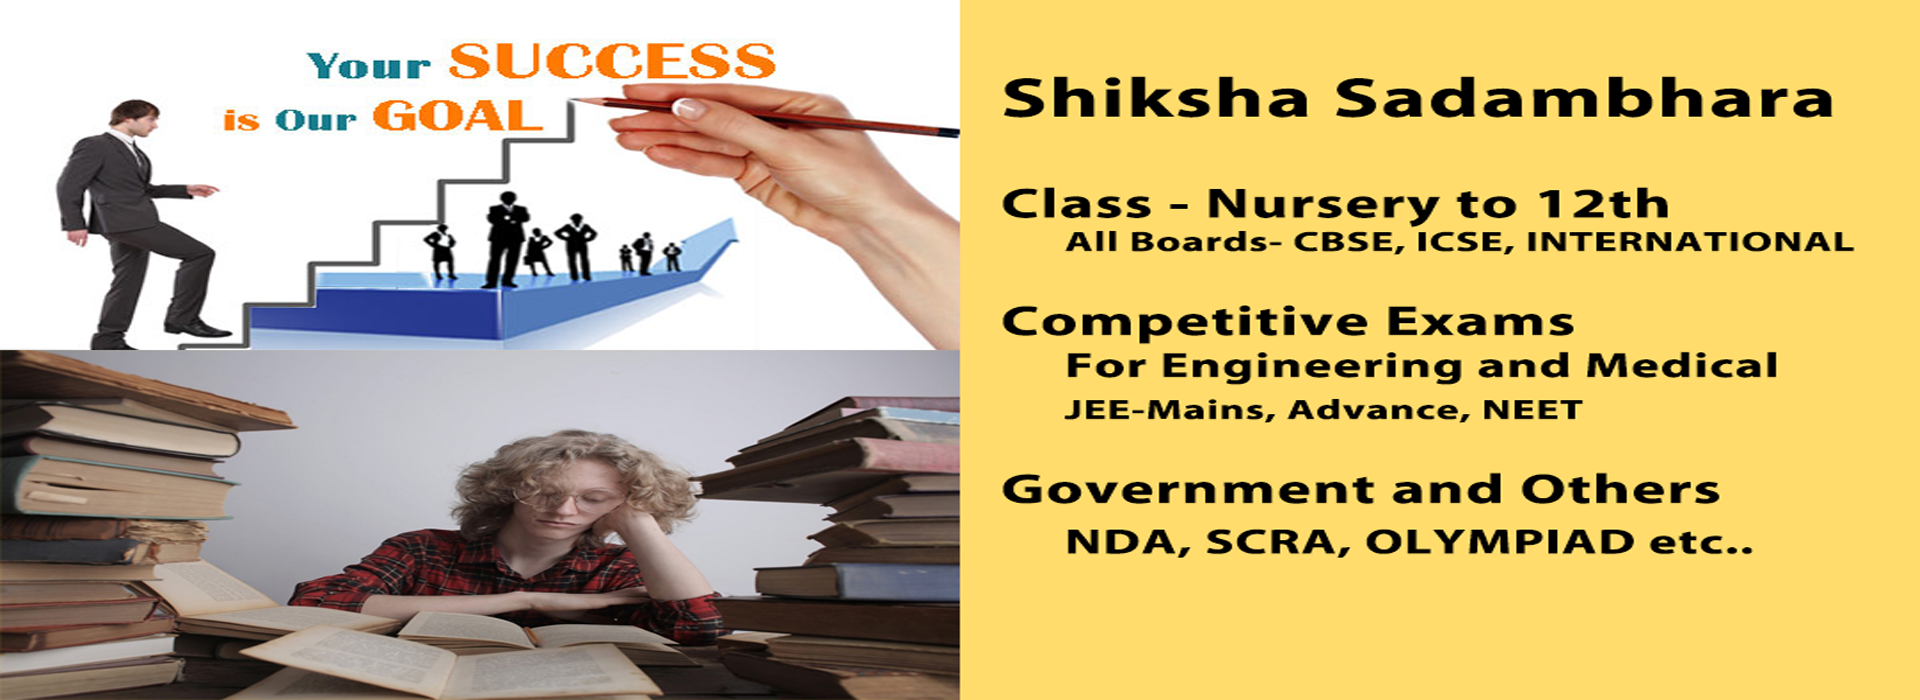 Your SUCCESS
is Our GOAL
Shiksha Sadambhara
Class - Nursery to 12th
All Boards- CBSE, ICSE, INTERNATIONAL
Competitive Exams
For Engineering and Medical
JEE-Mains, Advance, NEET
Government and Others
NDA, SCRA, OLYMPIAD etc..